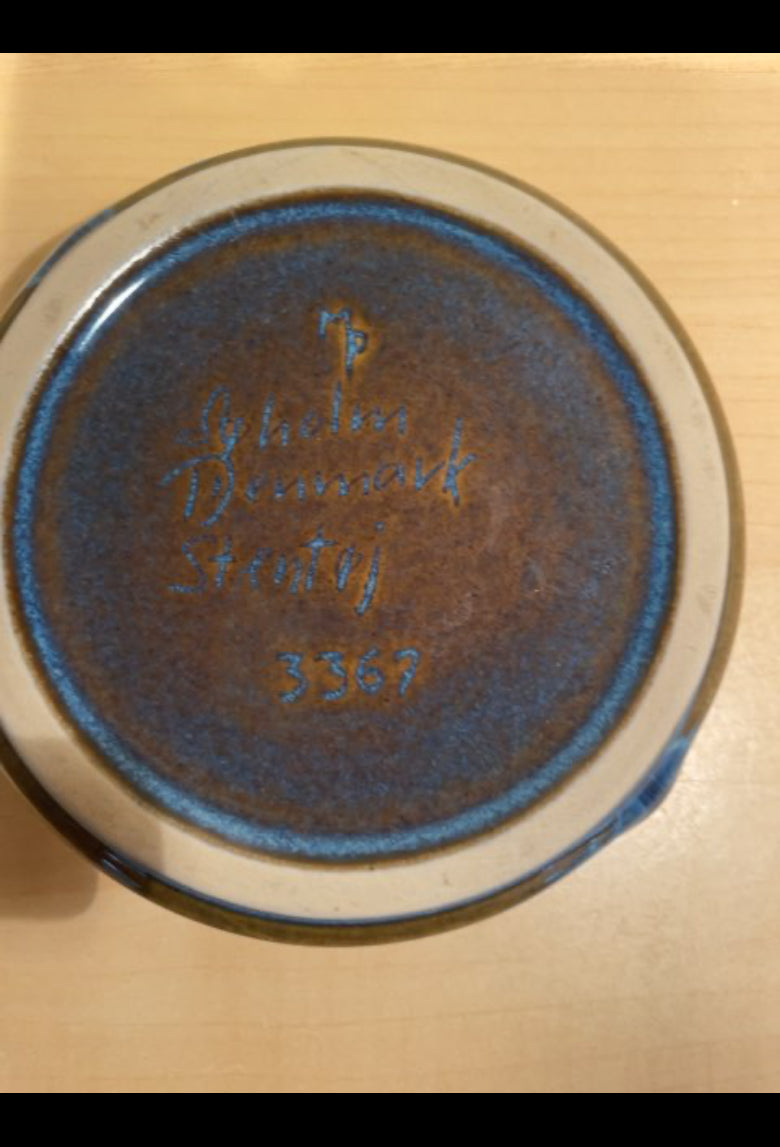 MP
Søholm
Denmark
Stentøj
3367